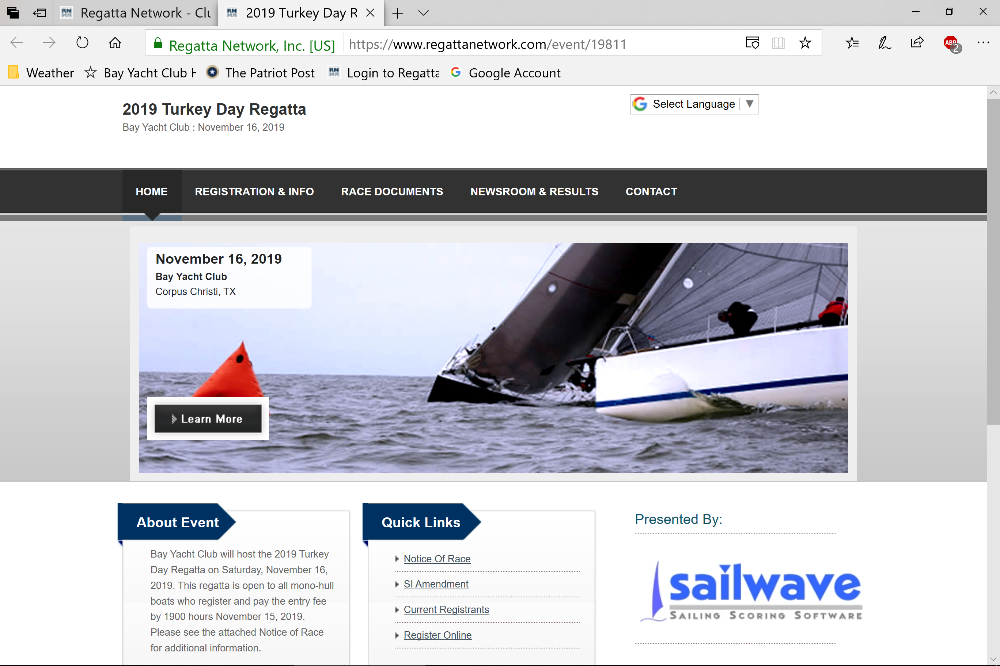 Regatta Network - Clu
2019 Turkey Day R
Regatta Network, Inc. [US]
https://www.regattanetwork.com/event/19811
ABP
2
Weather
Bay Yacht Club H
The Patriot Post
Login to Regatta
Google Account
2019 Turkey Day Regatta
Bay Yacht Club : November 16, 2019
Select Language
HOME
REGISTRATION & INFO
RACE DOCUMENTS
NEWSROOM & RESULTS
CONTACT
November 16, 2019
Bay Yacht Club
Corpus Christi, TX
Learn More
About Event
Bay Yacht Club will host the 2019 Turkey
Day Regatta on Saturday, November 16,
2019. This regatta is open to all mono-hull
boats who register and pay the entry fee
by 1900 hours November 15, 2019.
Please see the attached Notice of Race
for additional information.
Quick Links
Notice Of Race
SI Amendment
Current Registrants
Register Online
Presented By:
sailwave
SAILING SCORING SOFTWARE